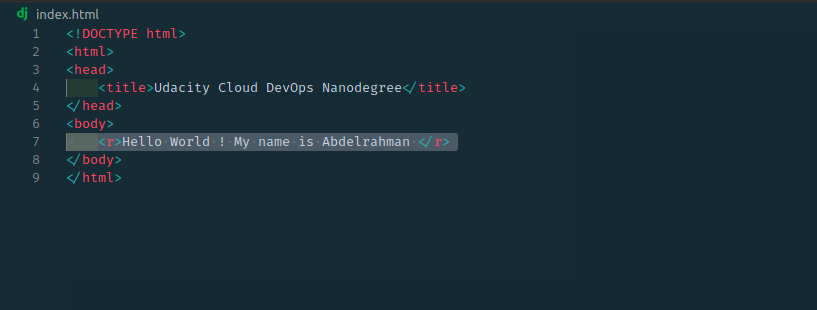 dj index.html
1 <!DOCTYPE html>
2 <html>
3 <head>
4     <title>Udacity Cloud DevOps Nanodegree</title>
5 </head>
6 <body>
7     <r>Hello World ! My name is Abdelrahman </r>
8 </body>
9 </html>